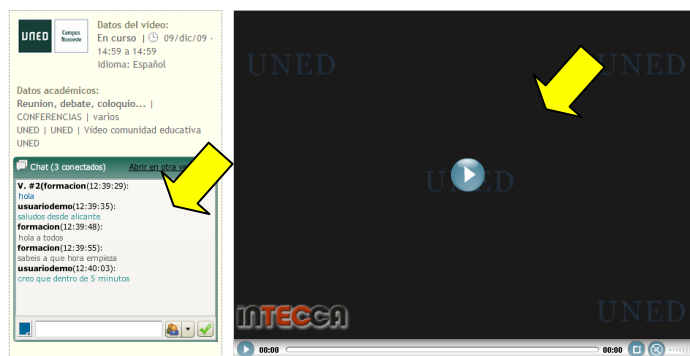 UNED
Campus
Noroeste
Datos del vídeo:
En curso | 09/dic/09 -
14:59 a 14:59
Idioma: Español
Datos académicos:
Reunion, debate, coloquio... |
CONFERENCIAS | varios
UNED | UNED | Vídeo comunidad educativa
UNED
Chat (3 conectados) Abrir en otra
V. #2(formacion(12:39:29):
hola
usuariodemo(12:39:35):
saludos desde alicante
formacion(12:39:48):
hola a todos
formacion(12:39:55):
sabeis a que hora empieza
usuariodemo(12:40:03):
creo que dentro de 5 minutos
UNED
UNED
UNED
INTECCA
UNED
00:00 00:00